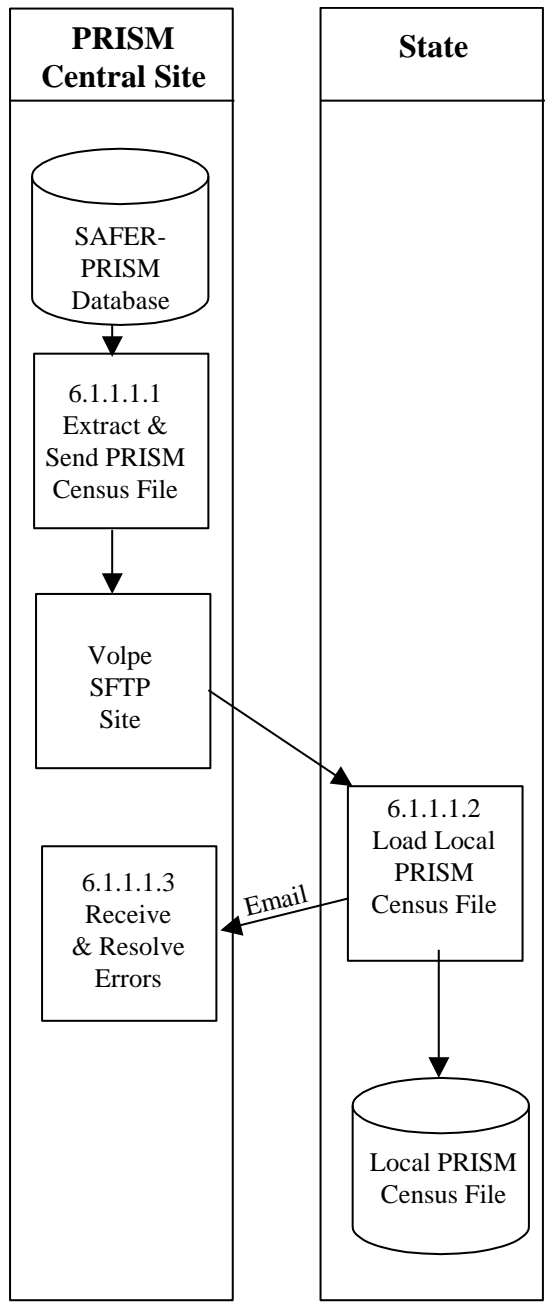 PRISM
Central Site
State
SAFER-
PRISM
Database
6.1.1.1.1
Extract &
Send PRISM
Census File
Volpe
SFTP
Site
6.1.1.1.2
Load Local
PRISM
Census File
Email
6.1.1.1.3
Receive
& Resolve
Errors
Local PRISM
Census File